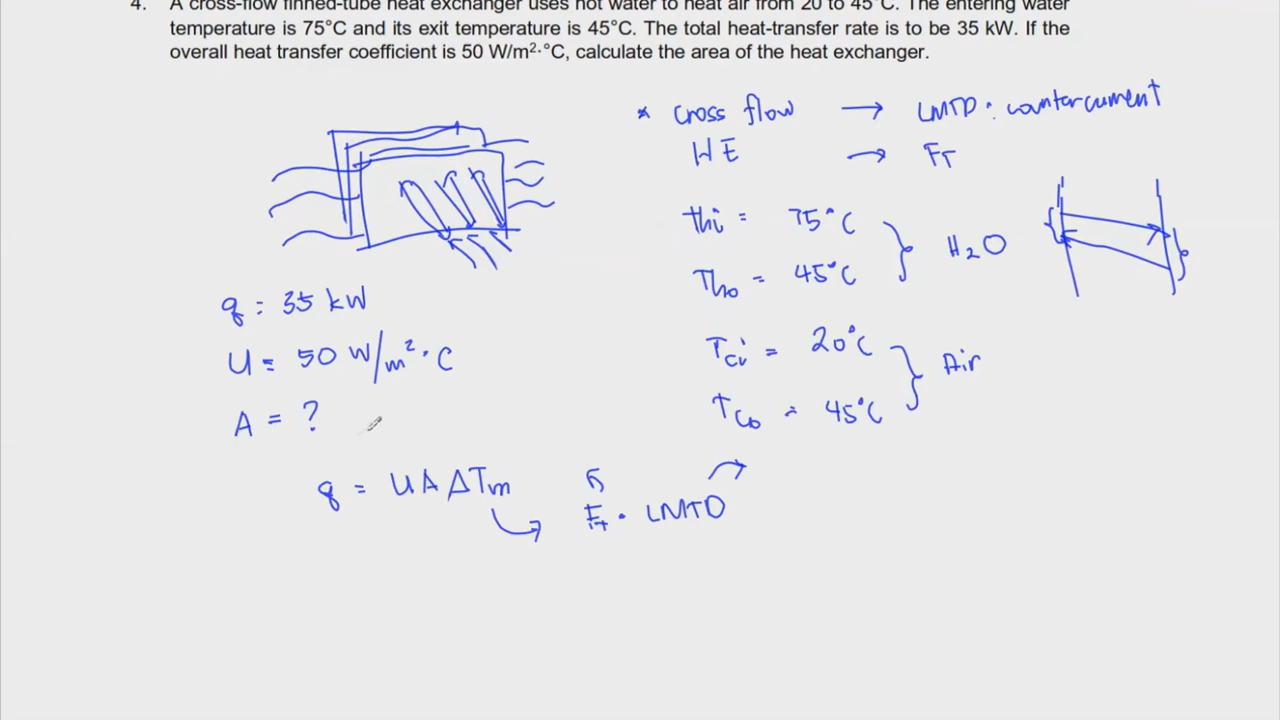 4. A cross-flow finned-tube heat exchanger uses hot water to heat air from 20 to 45°C. The entering water
temperature is 75°C and its exit temperature is 45°C. The total heat-transfer rate is to be 35 kW. If the
overall heat transfer coefficient is 50 W/m²·°C, calculate the area of the heat exchanger.
* Cross flow → LMTD: countercurrent
HE → FT
thi = 75°C
Tho = 45°C
H2O
Tci = 20°C
Tco = 45°C
Air
q = 35 kW
U = 50 W/m²·C
A = ?
q = UAΔTm
FT · LMTD